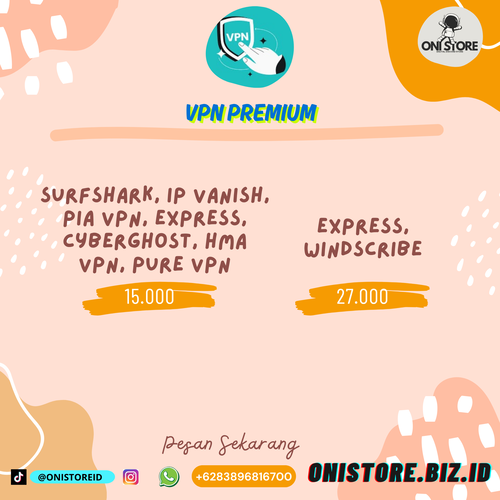 VPN
ONI STORE
VPN PREMIUM
SURFSHARK, IP VANISH,
PIA VPN, EXPRESS,
CYBERGHOST, HMA
VPN, PURE VPN
15.000
EXPRESS,
WINDSCRIBE
27.000
Pesan Sekarang
@ONISTOREID
+6283896816700
ONISTORE.BIZ.ID